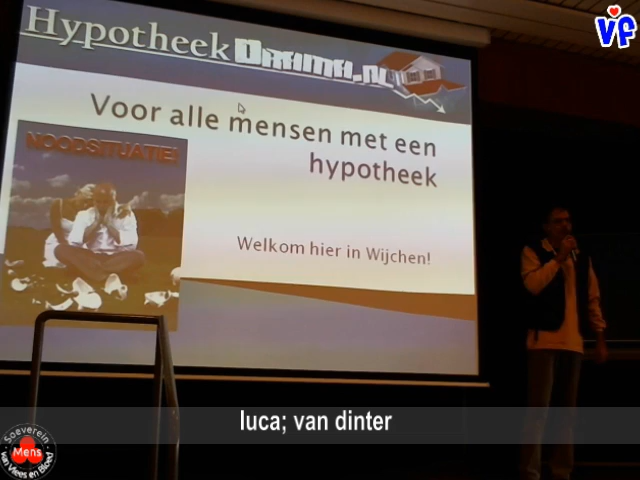 HypotheekDrama.nl
VF
Voor alle mensen met een
hypotheek
NOODSITUATIE!
Welkom hier in Wijchen!
luca; van dinter
Soeverein
Mens
van Vlees en Bloed